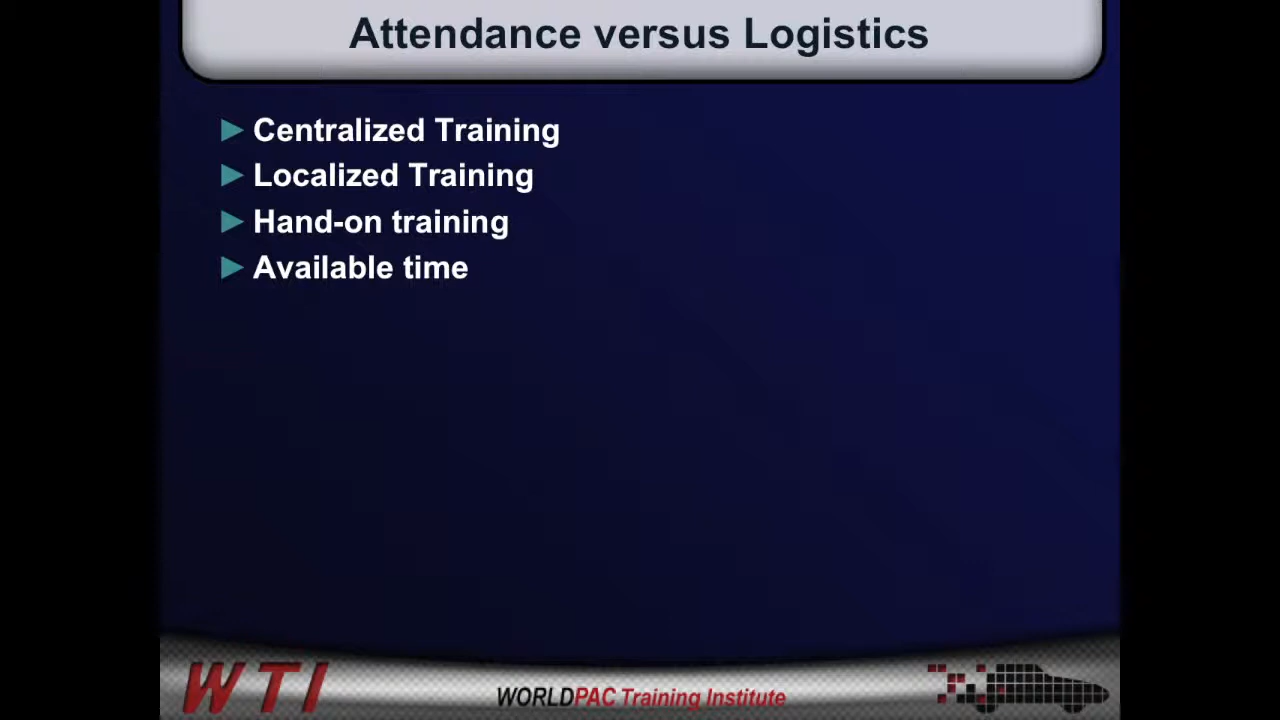 Attendance versus Logistics
Centralized Training
Localized Training
Hand-on training
Available time
WTI
WORLDPAC Training Institute